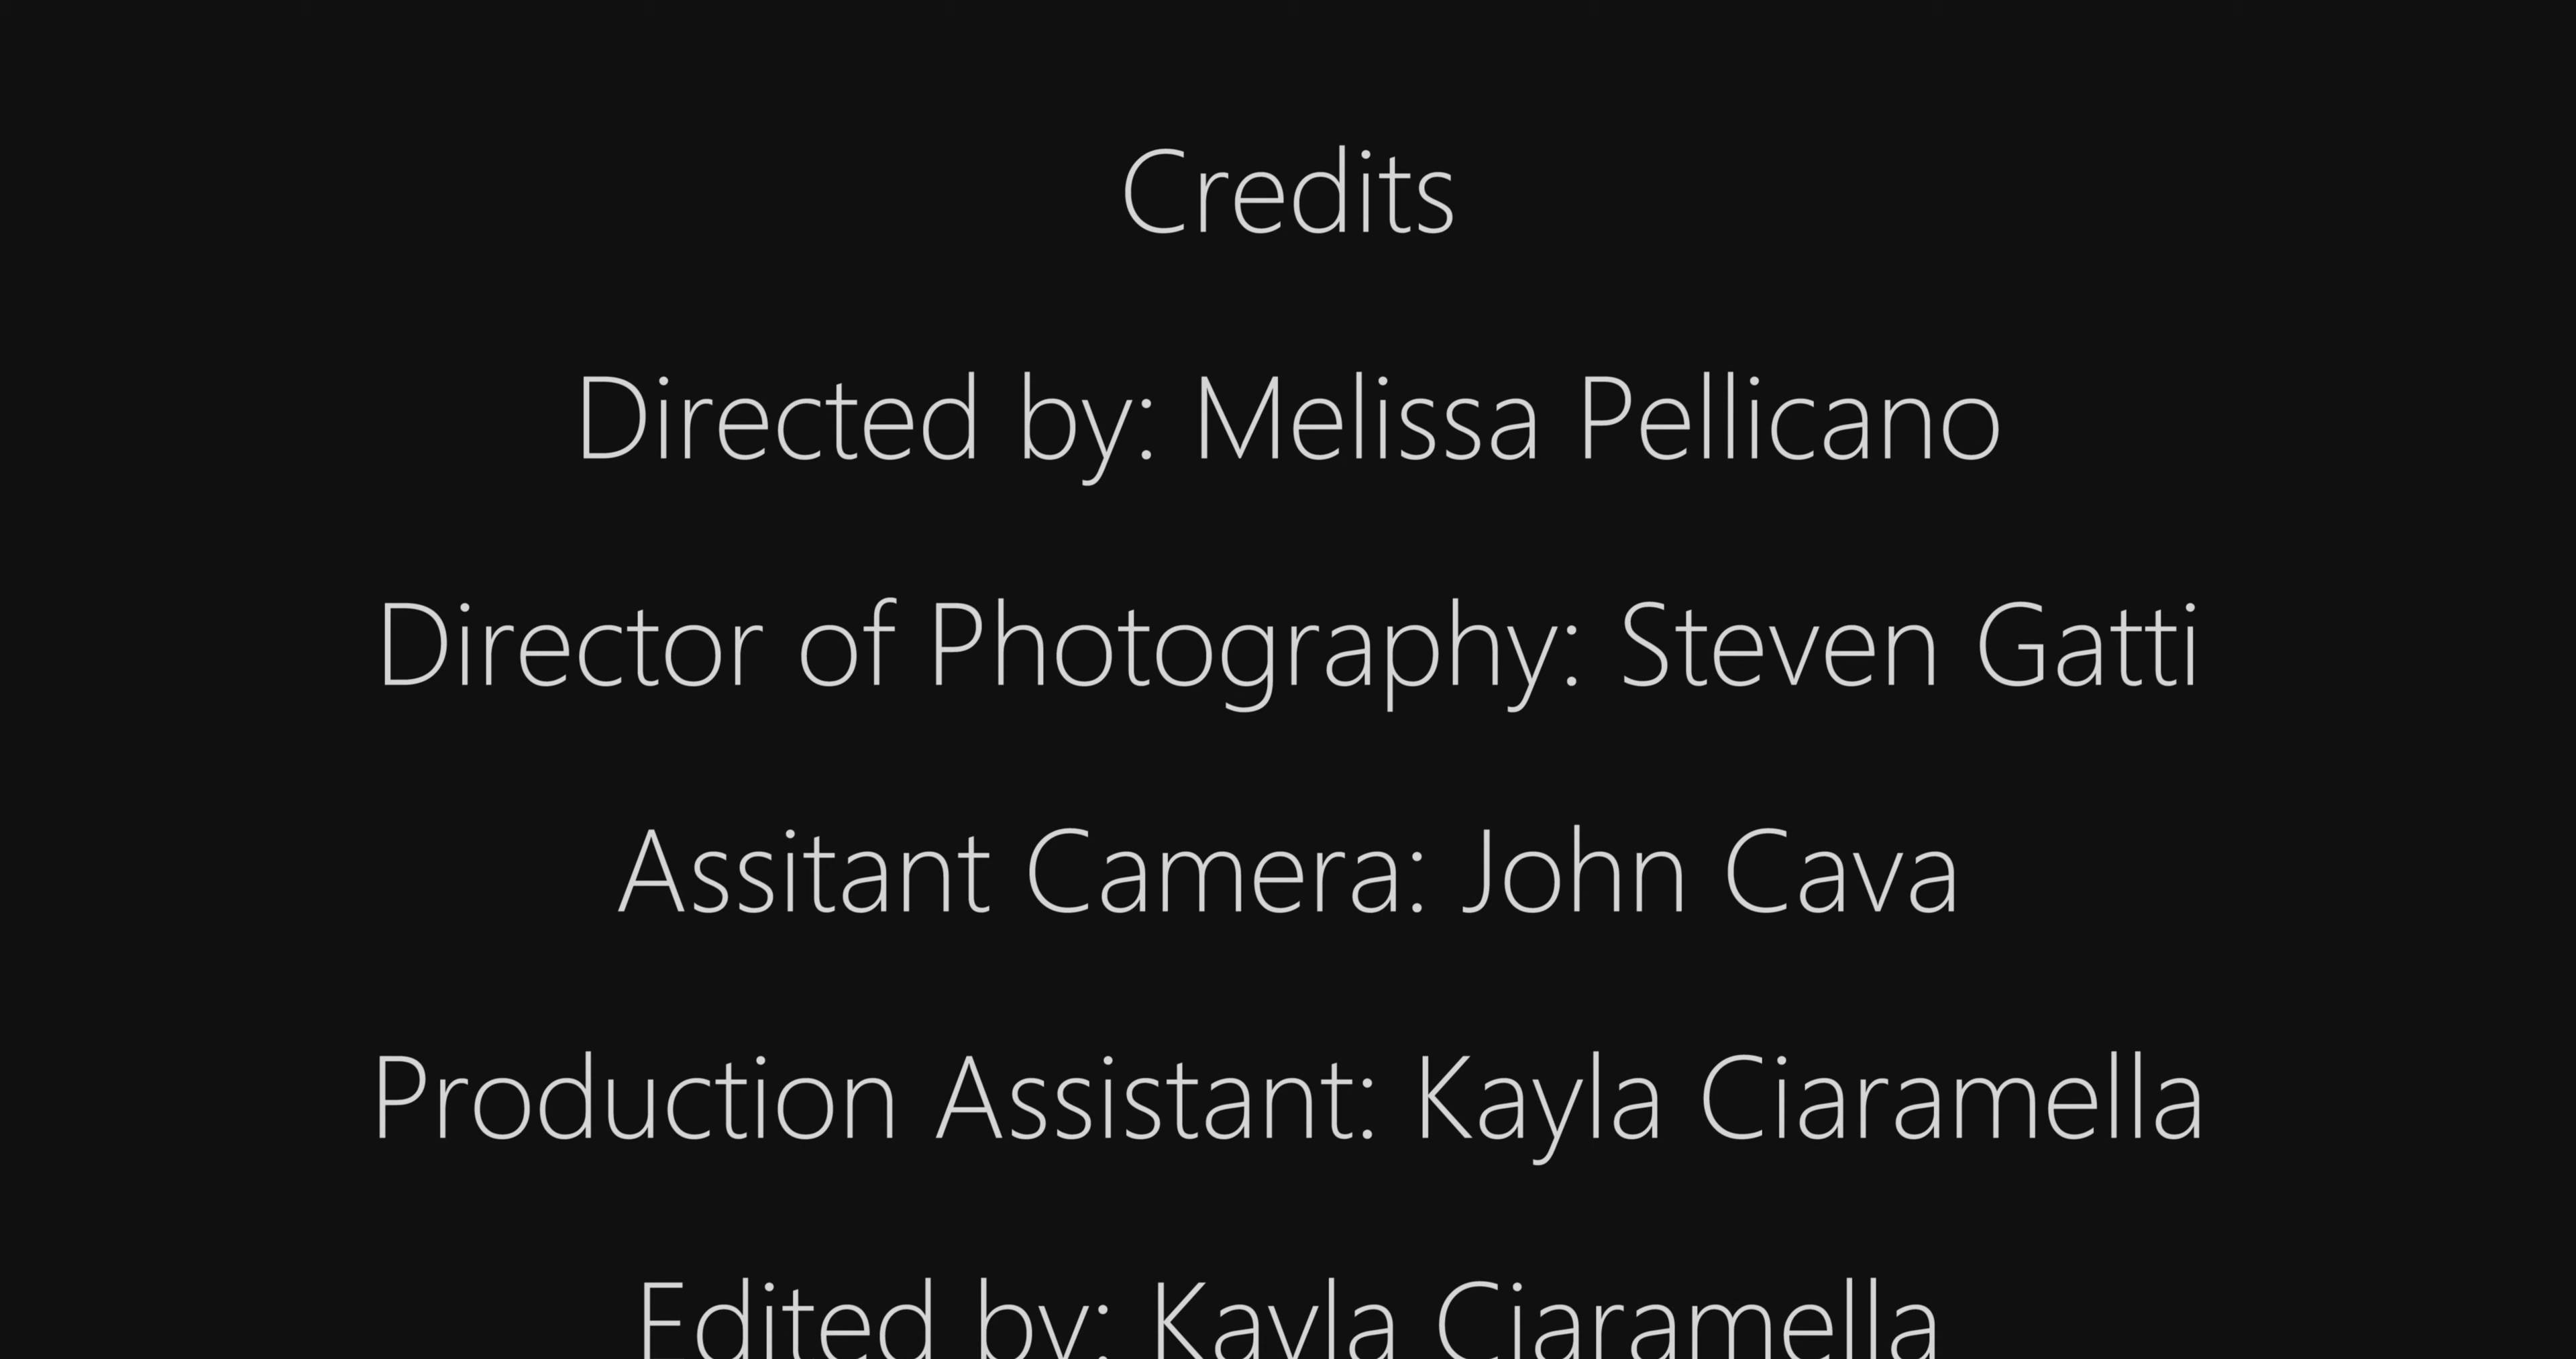 Credits
Directed by: Melissa Pellicano
Director of Photography: Steven Gatti
Assitant Camera: John Cava
Production Assistant: Kayla Ciaramella
Edited by: Kayla Ciaramella